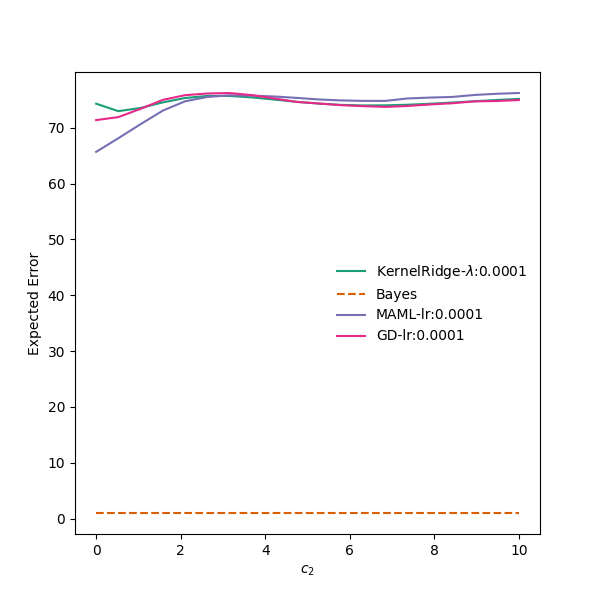 70
60
50
40
30
20
10
0
Expected Error
KernelRidge-λ:0.0001
Bayes
MAML-lr:0.0001
GD-lr:0.0001
0 2 4 6 8 10
c₂